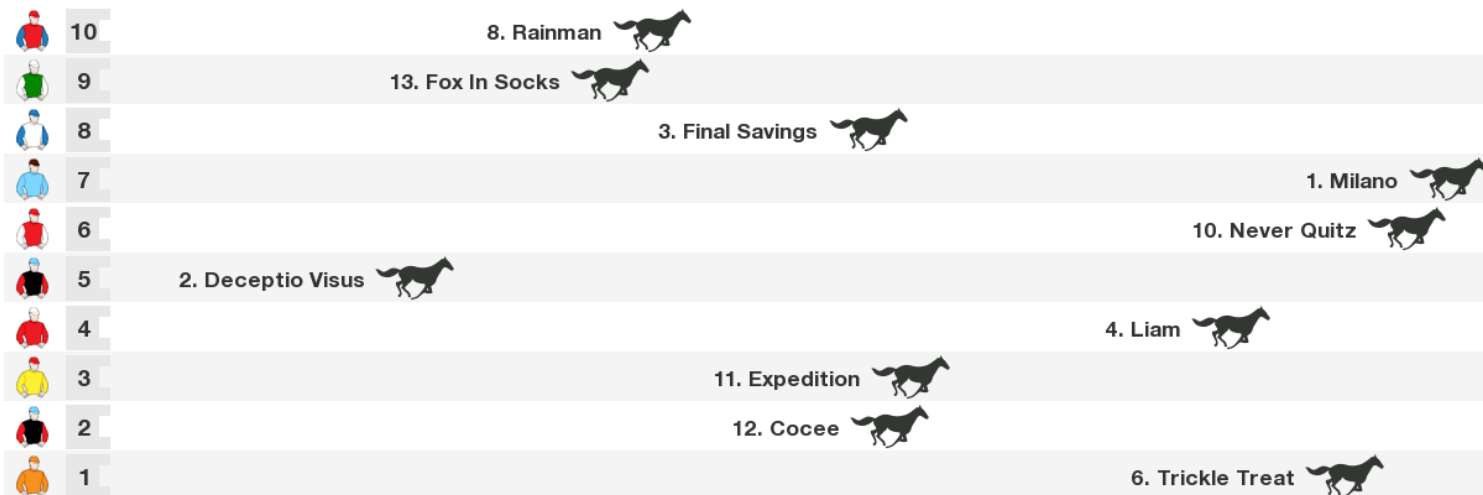 10 8. Rainman
9 13. Fox In Socks
8 3. Final Savings
7 1. Milano
6 10. Never Quitz
5 2. Deceptio Visus
4 4. Liam
3 11. Expedition
2 12. Cocee
1 6. Trickle Treat